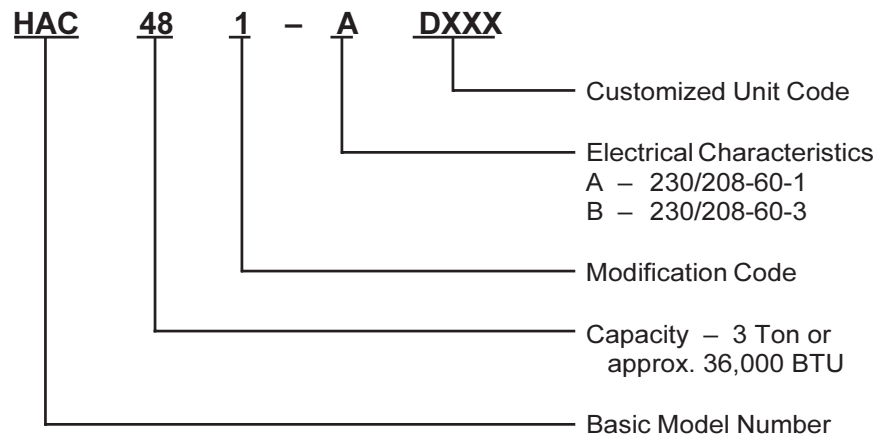 HAC 48 1 – A DXXX
Customized Unit Code
Electrical Characteristics
A – 230/208-60-1
B – 230/208-60-3
Modification Code
Capacity – 3 Ton or
approx. 36,000 BTU
Basic Model Number